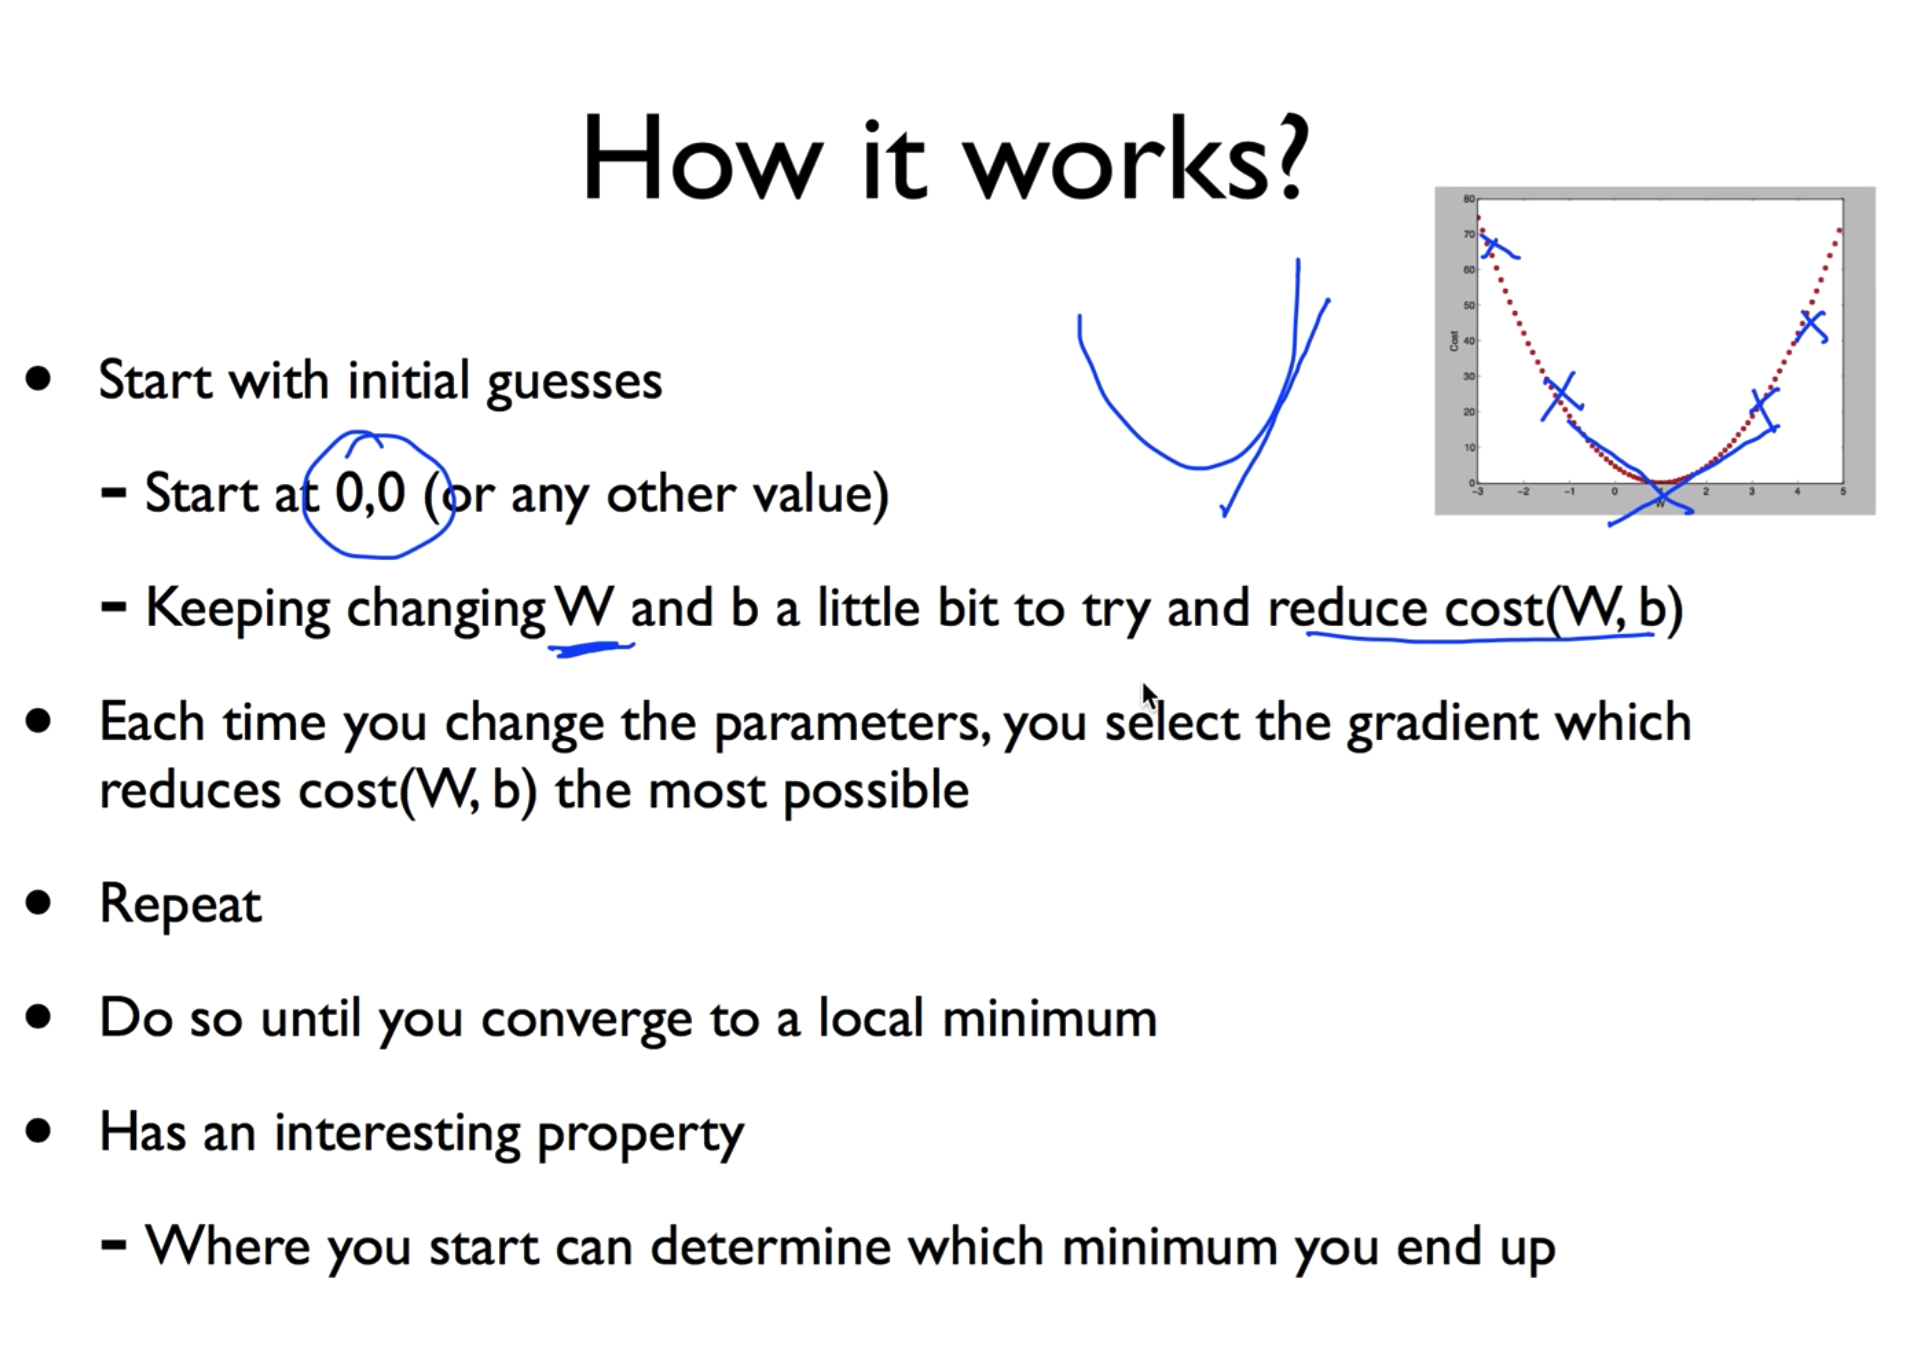 How it works?
80
70
60
50
40
30
20
10
0
Cost
-3 -2 -1 0 1 2 3 4 5
W
● Start with initial guesses
- Start at 0,0 (or any other value)
- Keeping changing W and b a little bit to try and reduce cost(W, b)
● Each time you change the parameters, you select the gradient which
reduces cost(W, b) the most possible
● Repeat
● Do so until you converge to a local minimum
● Has an interesting property
- Where you start can determine which minimum you end up